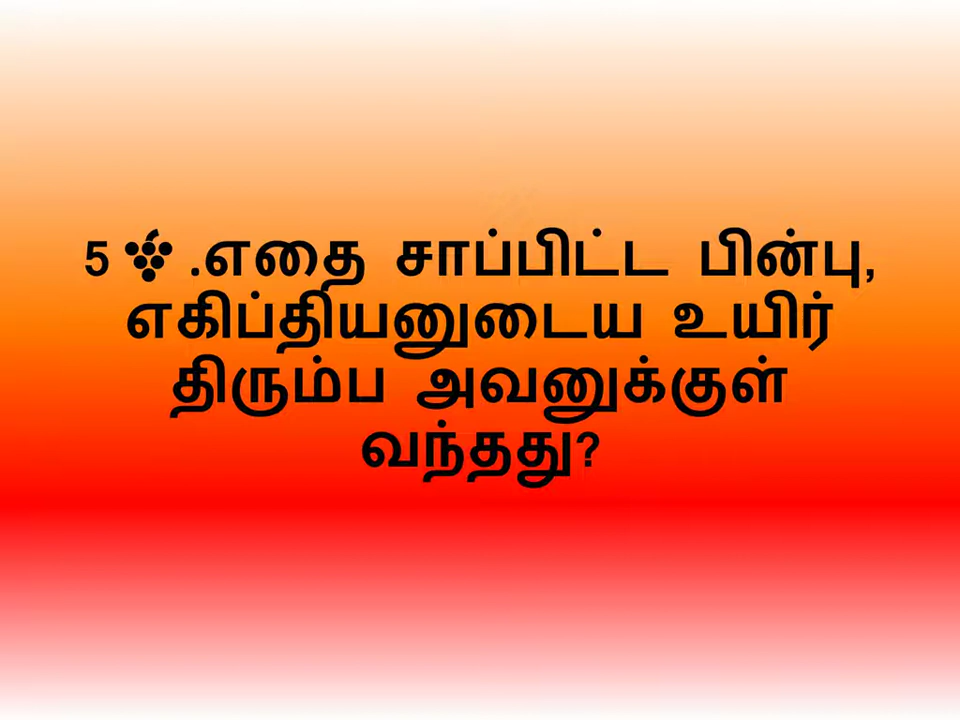 5 🍇 .எதை சாப்பிட்ட பின்பு,
எகிப்தியனுடைய உயிர்
திரும்ப அவனுக்குள்
வந்தது?